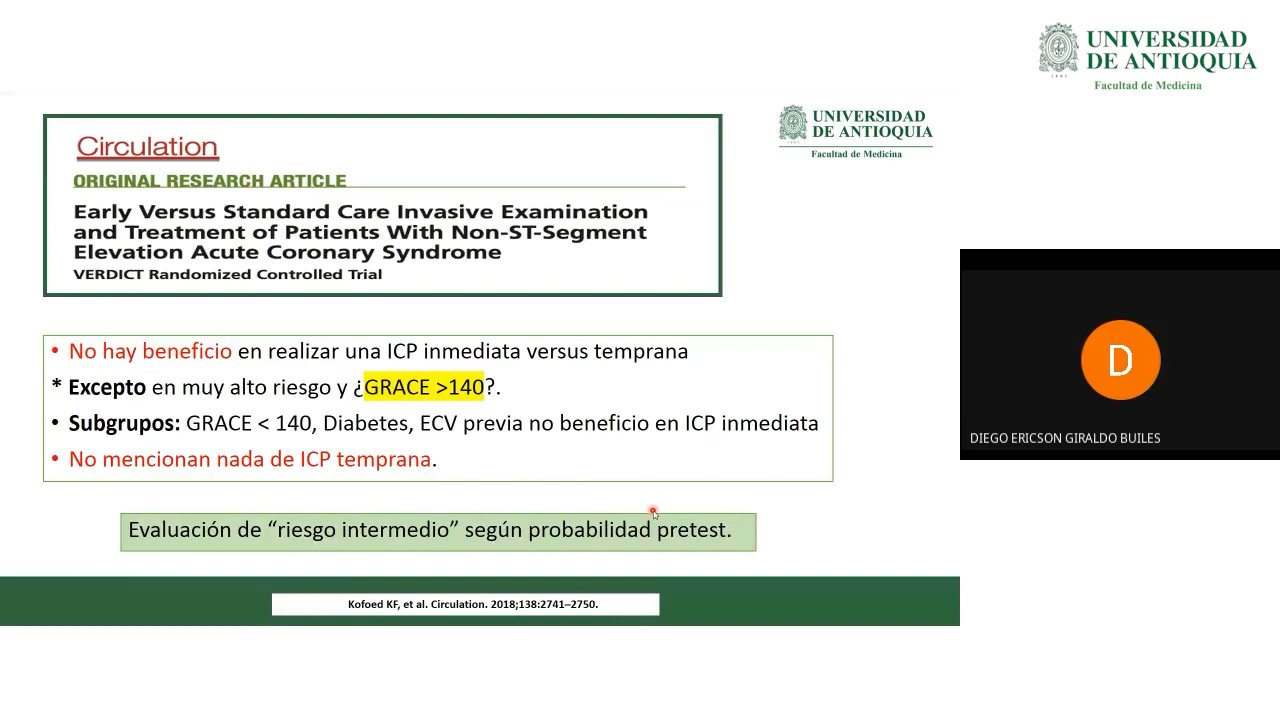 UNIVERSIDAD
DE ANTIOQUIA
Facultad de Medicina
UNIVERSIDAD
DE ANTIOQUIA
Facultad de Medicina
Circulation
ORIGINAL RESEARCH ARTICLE
Early Versus Standard Care Invasive Examination
and Treatment of Patients With Non-ST-Segment
Elevation Acute Coronary Syndrome
VERDICT Randomized Controlled Trial
• No hay beneficio en realizar una ICP inmediata versus temprana
* Excepto en muy alto riesgo y ¿GRACE >140?.
• Subgrupos: GRACE < 140, Diabetes, ECV previa no beneficio en ICP inmediata
• No mencionan nada de ICP temprana.
D
DIEGO ERICSON GIRALDO BUILES
Evaluación de “riesgo intermedio” según probabilidad pretest.
Kofoed KF, et al. Circulation. 2018;138:2741–2750.